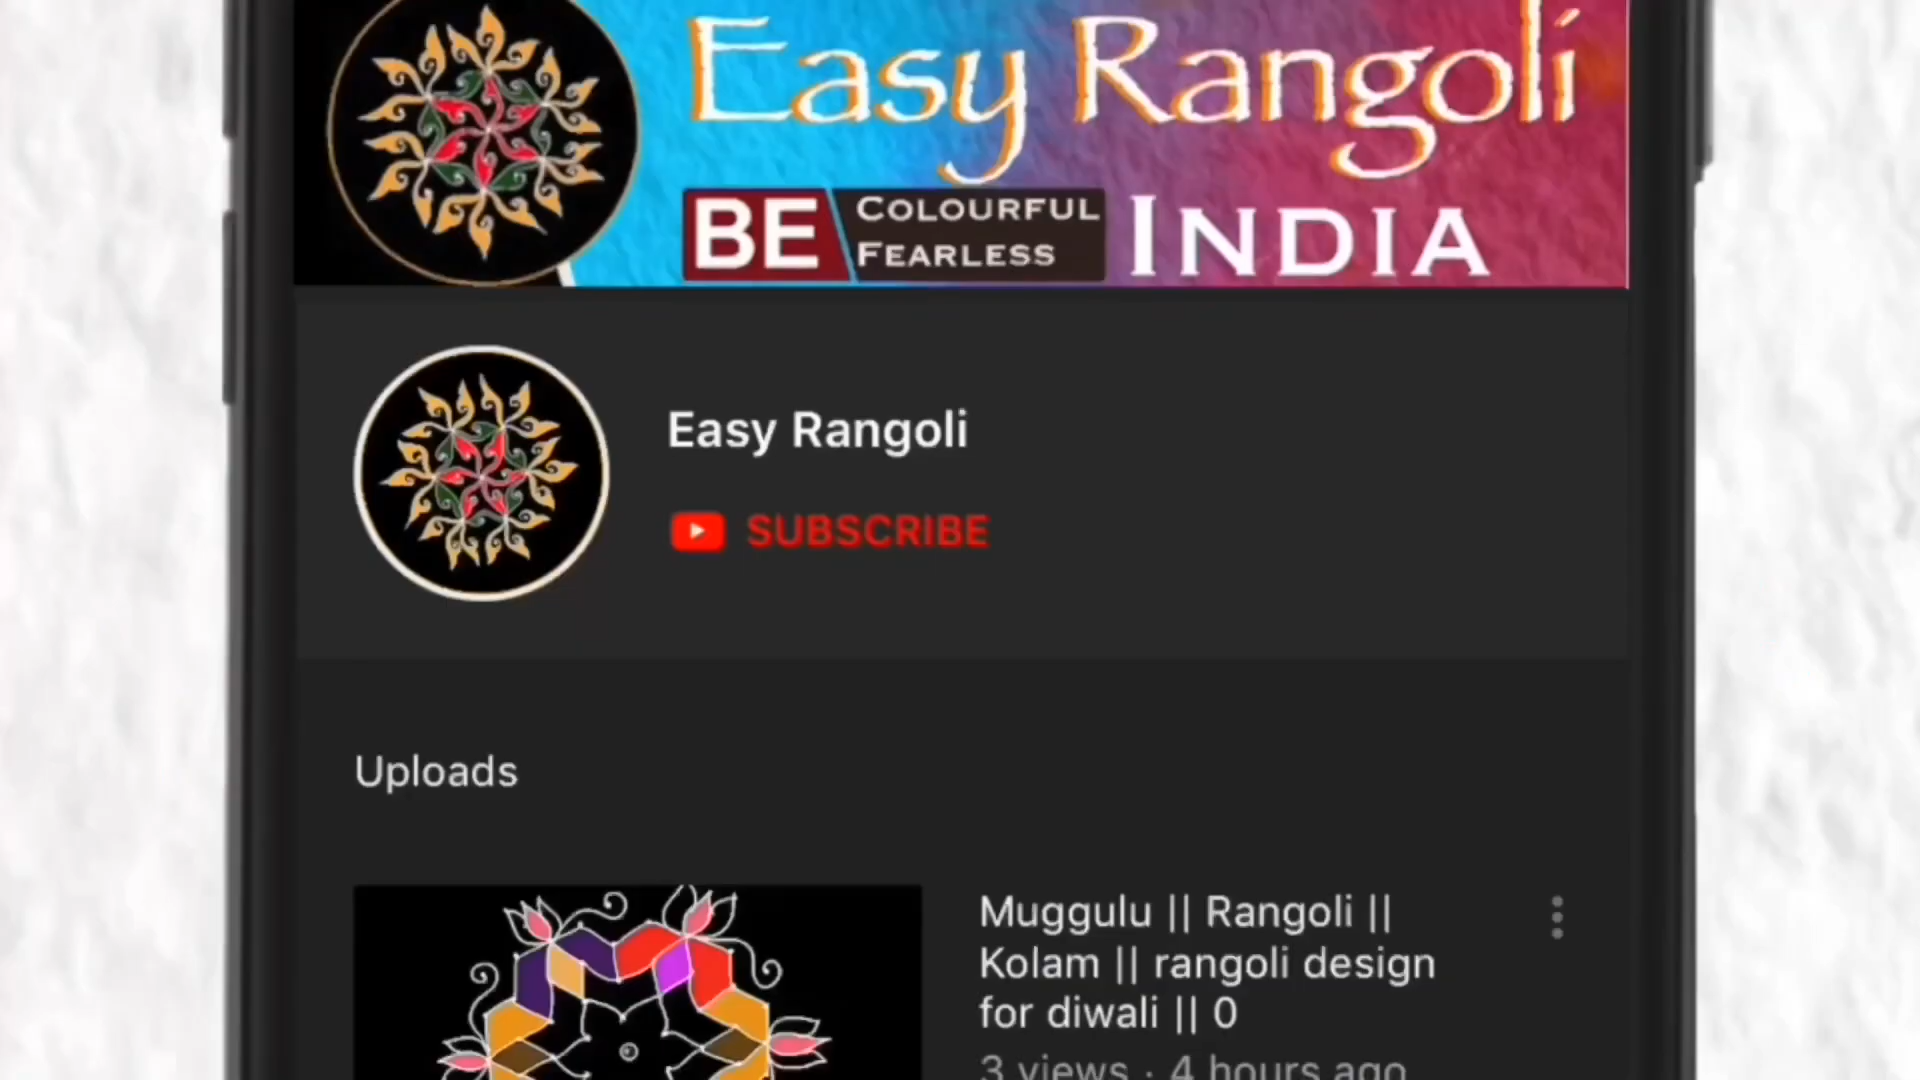 Easy Rangoli
BE COLOURFUL FEARLESS INDIA
Easy Rangoli
SUBSCRIBE
Uploads
Muggulu || Rangoli ||
Kolam || rangoli design
for diwali || 0
3 views · 4 hours ago